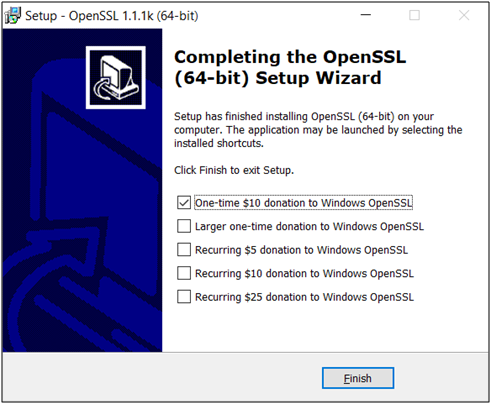 Setup - OpenSSL 1.1.1k (64-bit)
Completing the OpenSSL
(64-bit) Setup Wizard
Setup has finished installing OpenSSL (64-bit) on your
computer. The application may be launched by selecting the
installed shortcuts.
Click Finish to exit Setup.
One-time $10 donation to Windows OpenSSL
Larger one-time donation to Windows OpenSSL
Recurring $5 donation to Windows OpenSSL
Recurring $10 donation to Windows OpenSSL
Recurring $25 donation to Windows OpenSSL
Finish